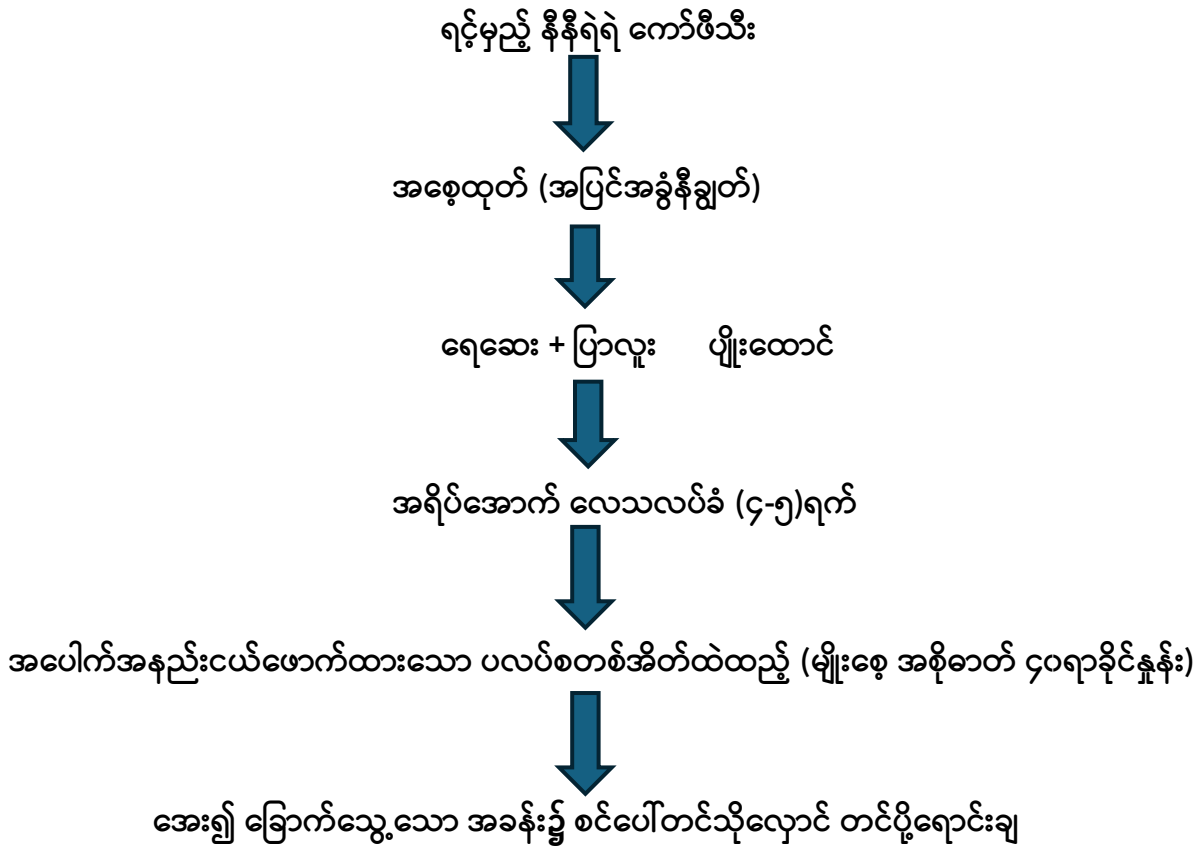 ရင့်မှည့် နီနီရဲရဲ ကော်ဖီသီး
အစေ့ထုတ် (အပြင်အခွံနီချွတ်)
ရေဆေး + ပြာလူး ပျိုးထောင်
အရိပ်အောက် လေသလပ်ခံ (၄-၅)ရက်
အပေါက်အနည်းငယ်ဖောက်ထားသော ပလပ်စတစ်အိတ်ထဲထည့် (မျိုးစေ့ အစိုဓာတ် ၄၀ရာခိုင်နှုန်း)
အေး၍ ခြောက်သွေ့သော အခန်း၌ စင်ပေါ်တင်သိုလှောင် တင်ပို့ရောင်းချ